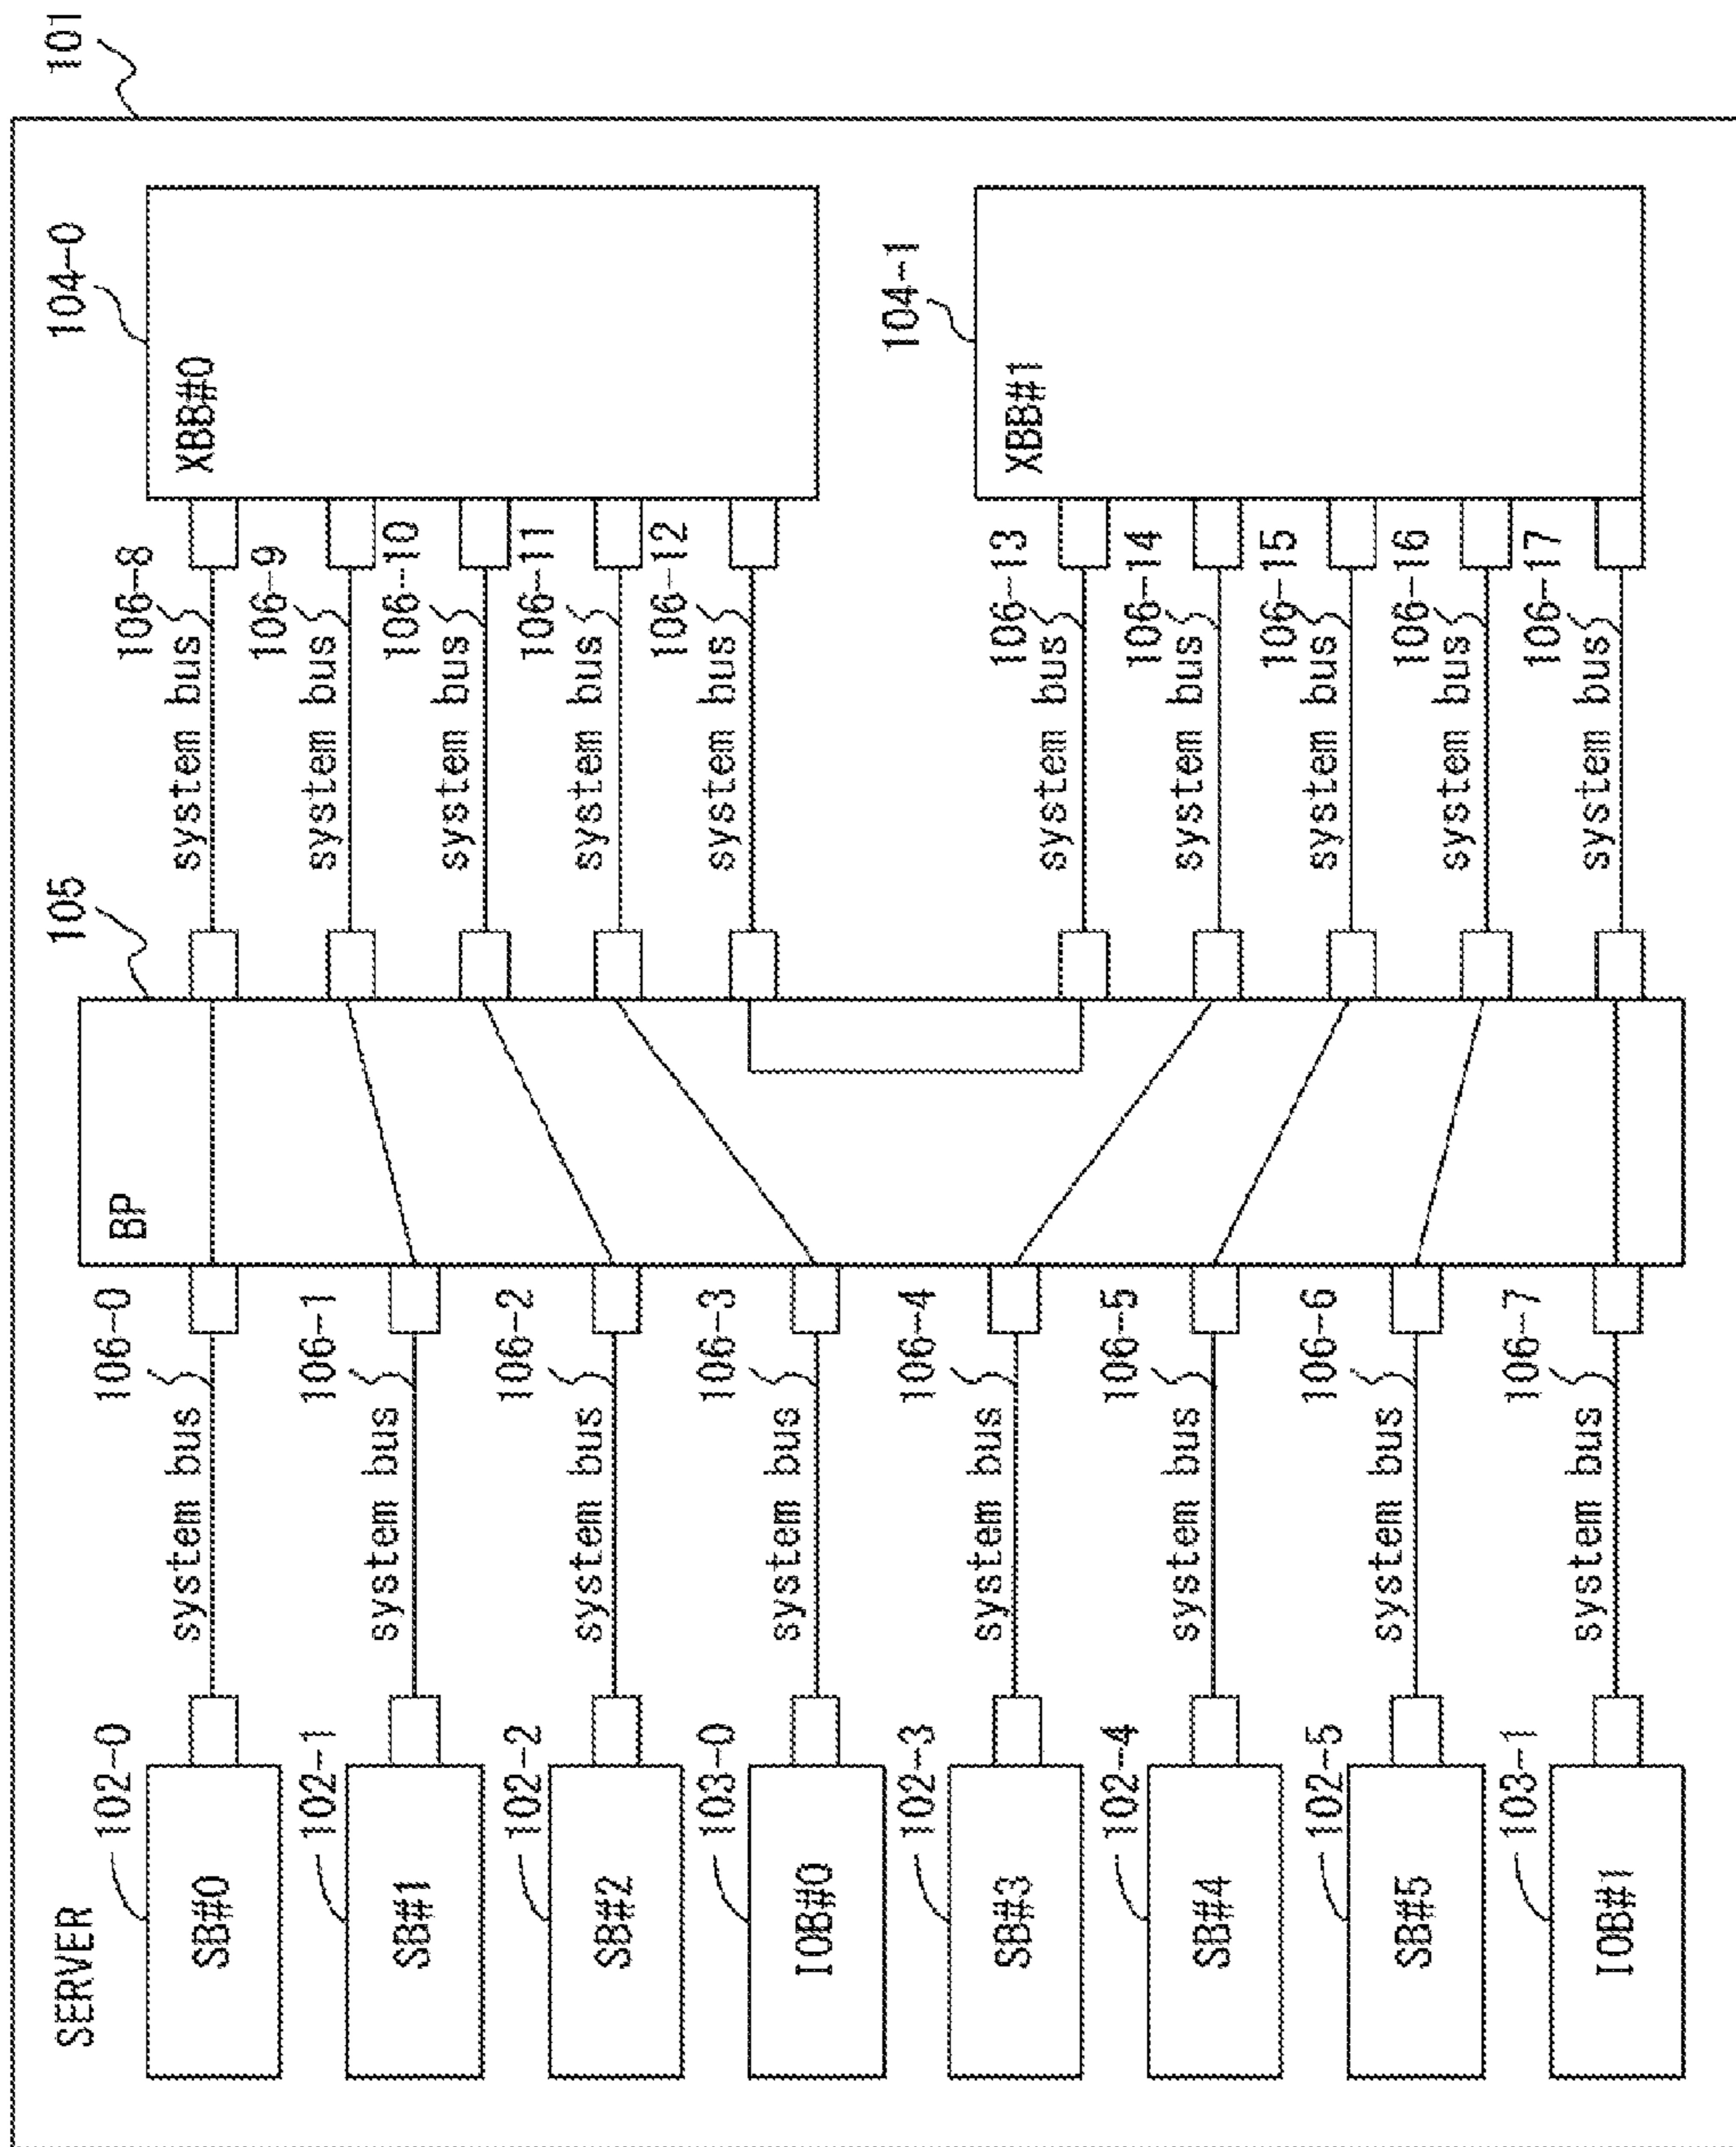 101
SERVER
102-0
SB#0
system bus
106-0
102-1
SB#1
system bus
106-1
102-2
SB#2
system bus
106-2
103-0
IOB#0
system bus
106-3
102-3
SB#3
system bus
106-4
102-4
SB#4
system bus
106-5
102-5
SB#5
system bus
106-6
103-1
IOB#1
system bus
106-7
105
BP
system bus
106-8
system bus
106-9
system bus
106-10
system bus
106-11
system bus
106-12
104-0
XBB#0
system bus
106-13
system bus
106-14
system bus
106-15
system bus
106-16
system bus
106-17
104-1
XBB#1